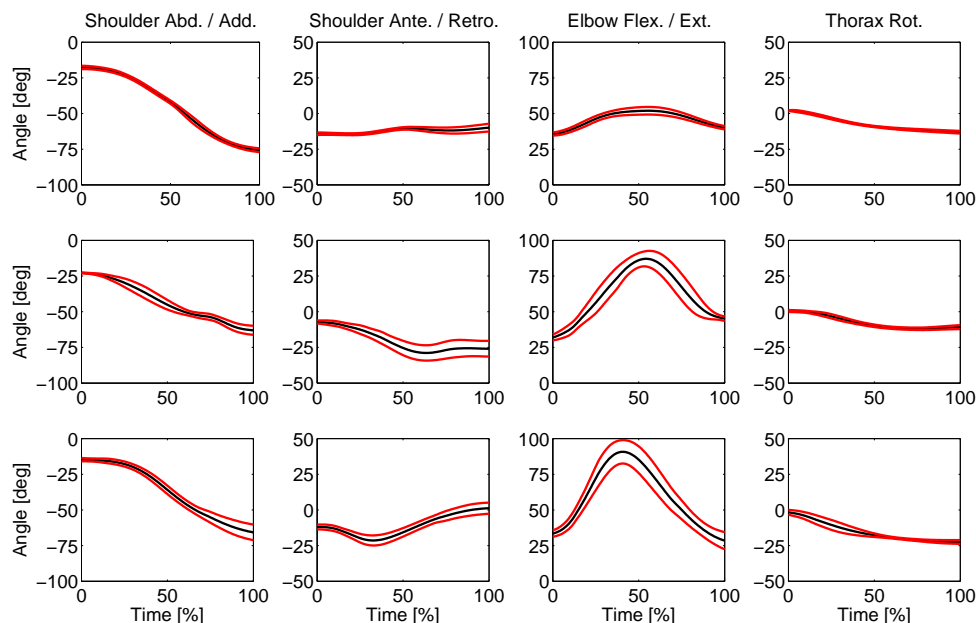 Shoulder Abd. / Add. Shoulder Ante. / Retro. Elbow Flex. / Ext. Thorax Rot.
0 50 100 50
−25 25 75 25
−50 0 50 0
−75 −25 25 −25
−100 −50 0 −50
Angle [deg]
0 50 100 0 50 100 0 50 100 0 50 100
0 50 100 50
−25 25 75 25
−50 0 50 0
−75 −25 25 −25
−100 −50 0 −50
Angle [deg]
0 50 100 0 50 100 0 50 100 0 50 100
0 50 100 50
−25 25 75 25
−50 0 50 0
−75 −25 25 −25
−100 −50 0 −50
Angle [deg]
0 50 100 0 50 100 0 50 100 0 50 100
Time [%] Time [%] Time [%] Time [%]